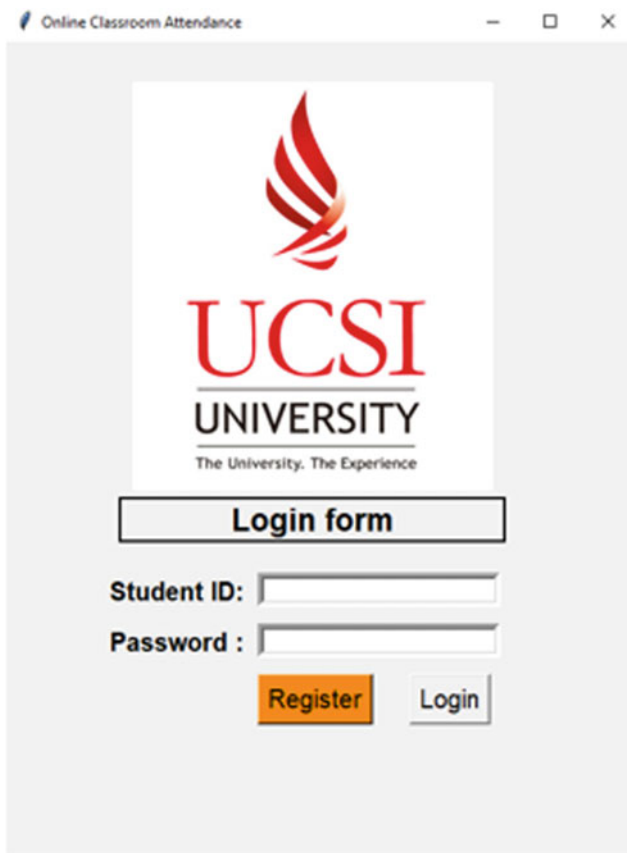 Online Classroom Attendance
UCSI
UNIVERSITY
The University. The Experience
Login form
Student ID:
Password :
Register Login